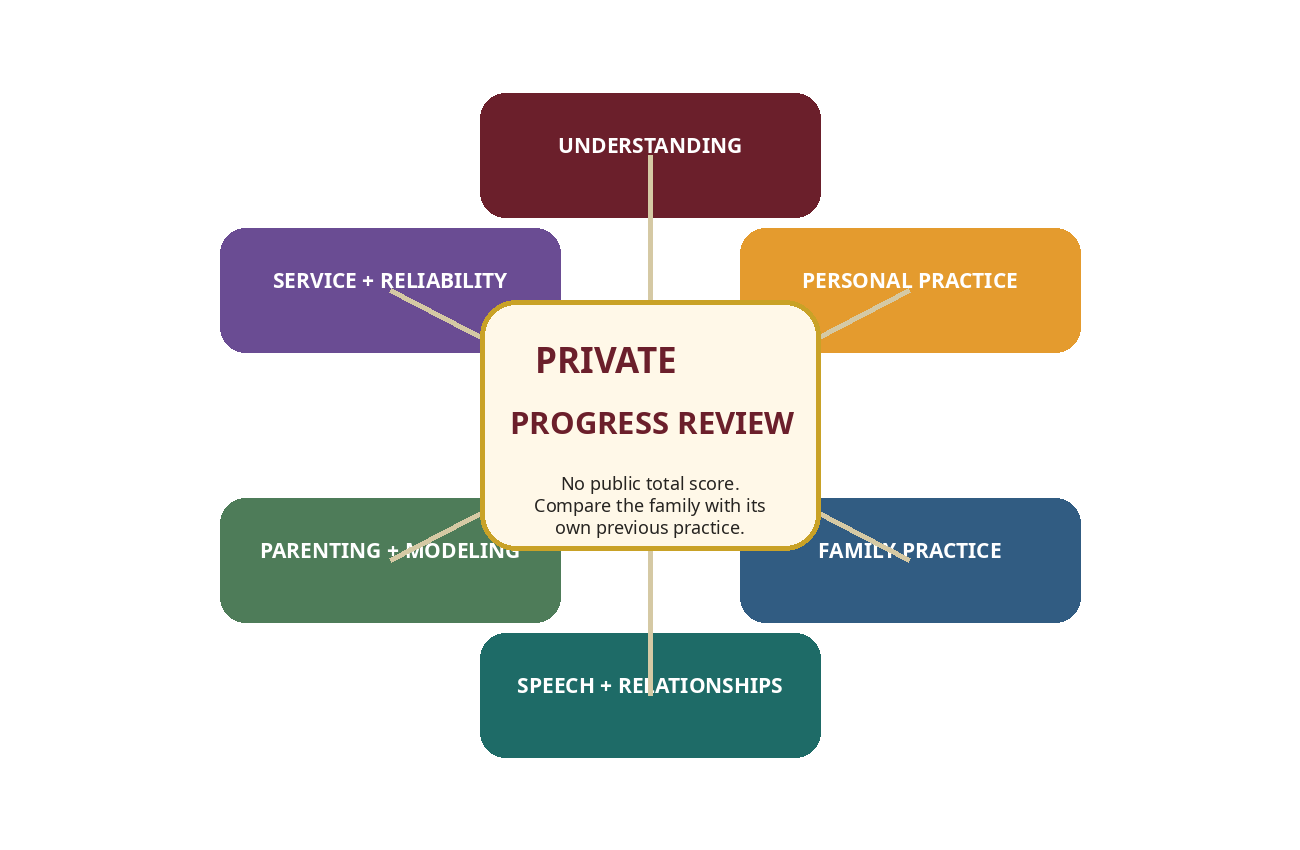 UNDERSTANDING
SERVICE + RELIABILITY
PERSONAL PRACTICE
PRIVATE
PROGRESS REVIEW
No public total score.
Compare the family with its
own previous practice.
PARENTING + MODELING
FAMILY PRACTICE
SPEECH + RELATIONSHIPS